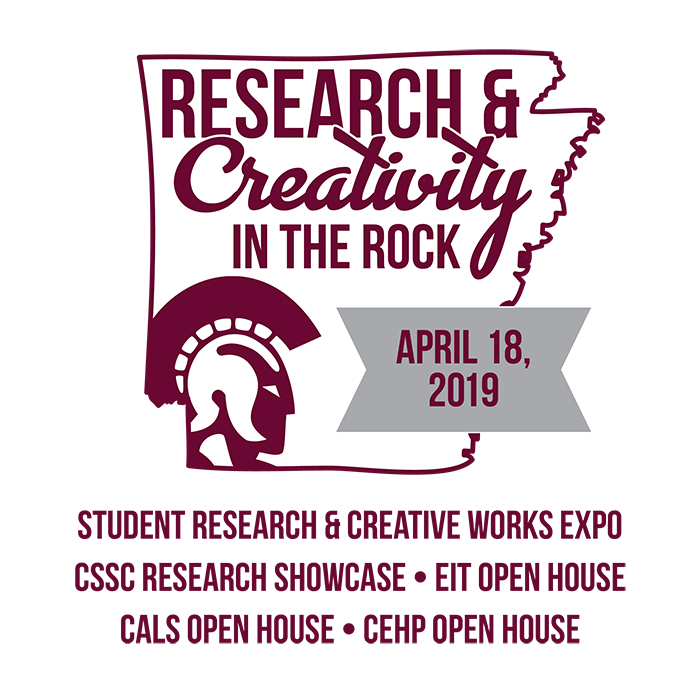 RESEARCH &
Creativity
IN THE ROCK
APRIL 18,
2019
STUDENT RESEARCH & CREATIVE WORKS EXPO
CSSC RESEARCH SHOWCASE • EIT OPEN HOUSE
CALS OPEN HOUSE • CEHP OPEN HOUSE